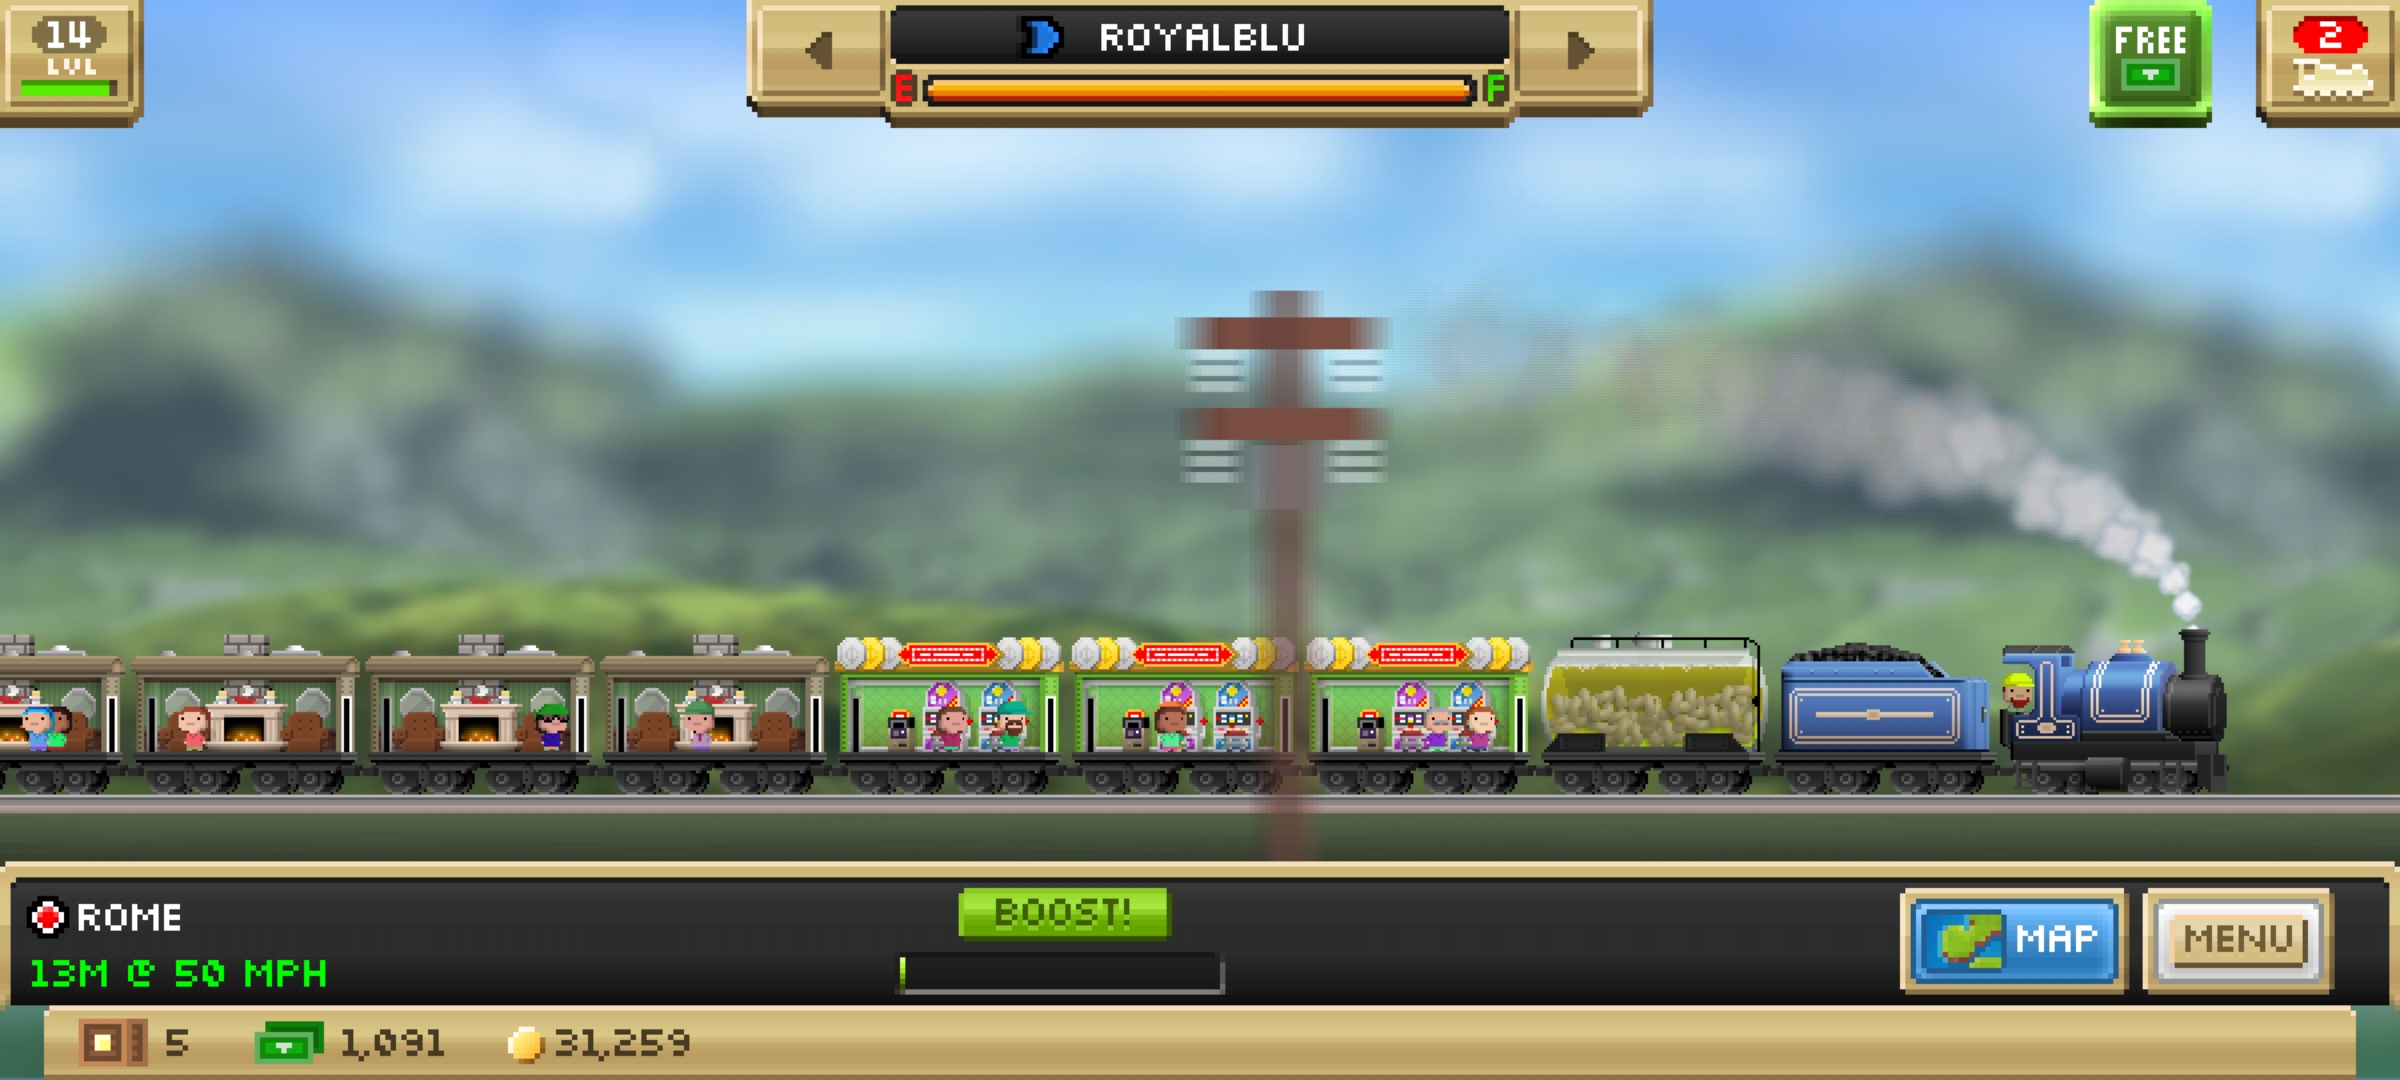 14
LVL
ROYALBLU
E
F
FREE
2
ROME
13M @ 50 MPH
BOOST!
MAP
MENU
5
1,091
31,259